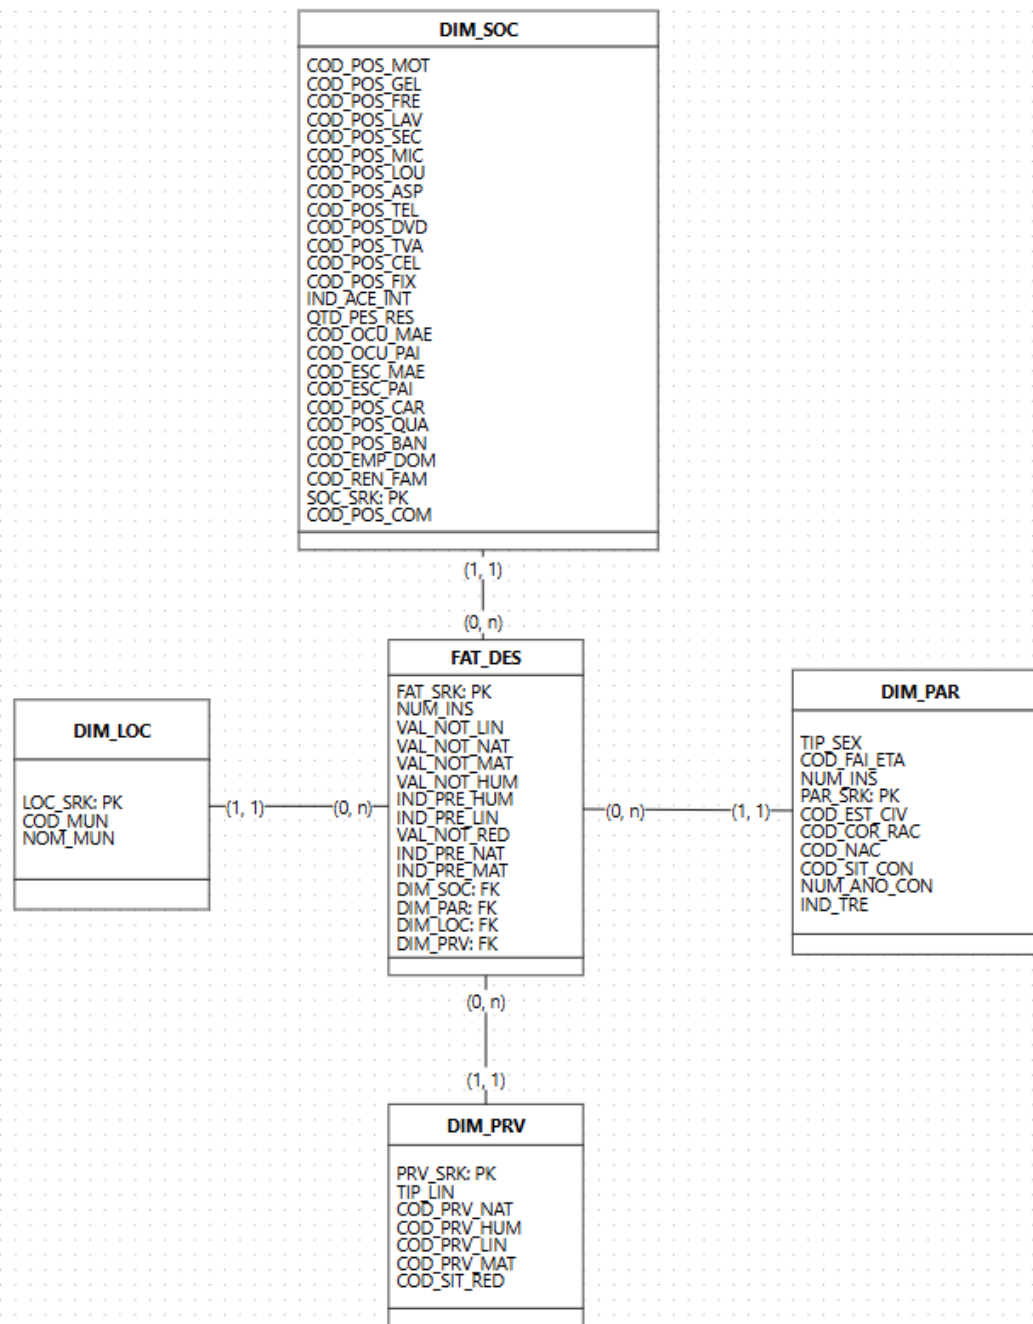 DIM_SOC
COD_POS_MOT
COD_POS_GEL
COD_POS_FRE
COD_POS_LAV
COD_POS_SEC
COD_POS_MIC
COD_POS_LOU
COD_POS_ASP
COD_POS_TEL
COD_POS_DVD
COD_POS_TVA
COD_POS_CEL
COD_POS_FIX
IND_ACE_INT
QTD_PES_RES
COD_OCU_MAE
COD_OCU_PAI
COD_ESC_MAE
COD_ESC_PAI
COD_POS_CAR
COD_POS_QUA
COD_POS_BAN
COD_EMP_DOM
COD_REN_FAM
SOC_SRK: PK
COD_POS_COM
(1, 1)
(0, n)
FAT_DES
FAT_SRK: PK
NUM_INS
VAL_NOT_LIN
VAL_NOT_NAT
VAL_NOT_MAT
VAL_NOT_HUM
IND_PRE_HUM
IND_PRE_LIN
VAL_NOT_RED
IND_PRE_NAT
IND_PRE_MAT
DIM_SOC: FK
DIM_PAR: FK
DIM_LOC: FK
DIM_PRV: FK
DIM_LOC
LOC_SRK: PK
COD_MUN
NOM_MUN
(1, 1)
(0, n)
(0, n)
(1, 1)
DIM_PAR
TIP_SEX
COD_FAI_ETA
NUM_INS
PAR_SRK: PK
COD_EST_CIV
COD_COR_RAC
COD_NAC
COD_SIT_CON
NUM_ANO_CON
IND_TRE
(0, n)
(1, 1)
DIM_PRV
PRV_SRK: PK
TIP_LIN
COD_PRV_NAT
COD_PRV_HUM
COD_PRV_LIN
COD_PRV_MAT
COD_SIT_RED